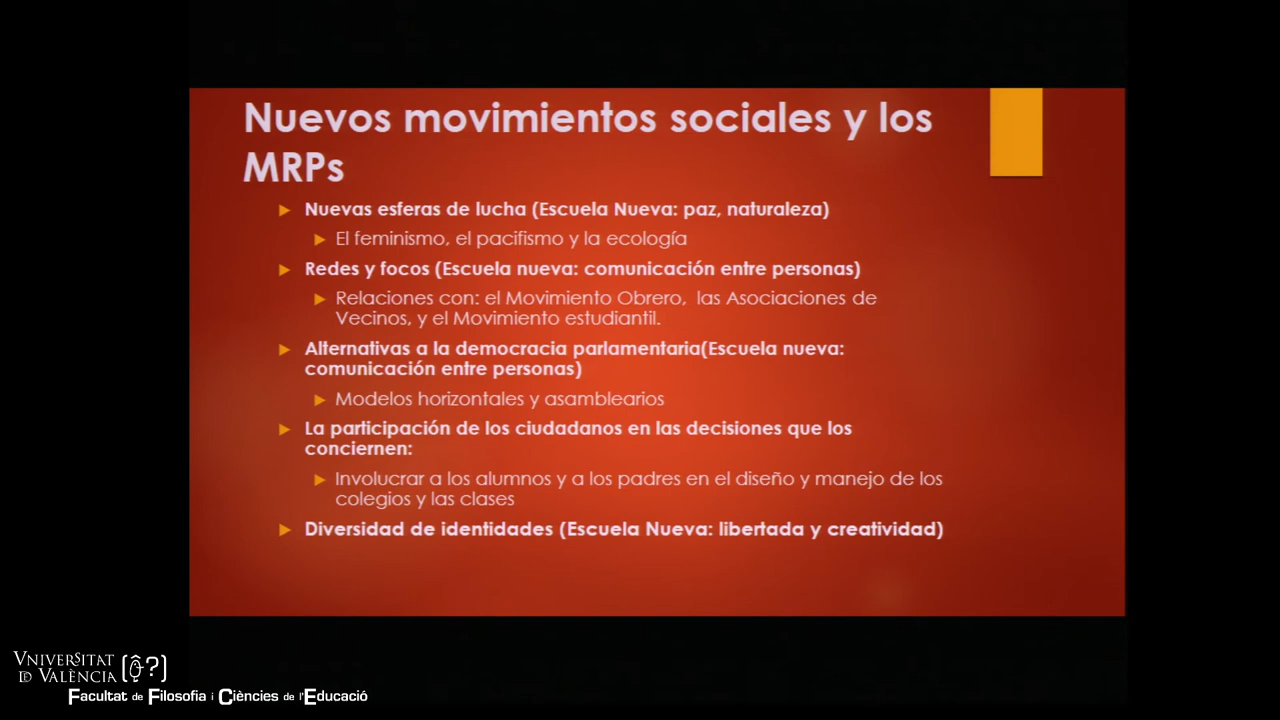 Nuevos movimientos sociales y los
MRPs
Nuevas esferas de lucha (Escuela Nueva: paz, naturaleza)
El feminismo, el pacifismo y la ecología
Redes y focos (Escuela nueva: comunicación entre personas)
Relaciones con: el Movimiento Obrero, las Asociaciones de
Vecinos, y el Movimiento estudiantil.
Alternativas a la democracia parlamentaria(Escuela nueva:
comunicación entre personas)
Modelos horizontales y asamblearios
La participación de los ciudadanos en las decisiones que los
conciernen:
Involucrar a los alumnos y a los padres en el diseño y manejo de los
colegios y las clases
Diversidad de identidades (Escuela Nueva: libertada y creatividad)
VNIVERSITAT
DE VALÈNCIA
Facultat de Filosofia i Ciències de l'Educació